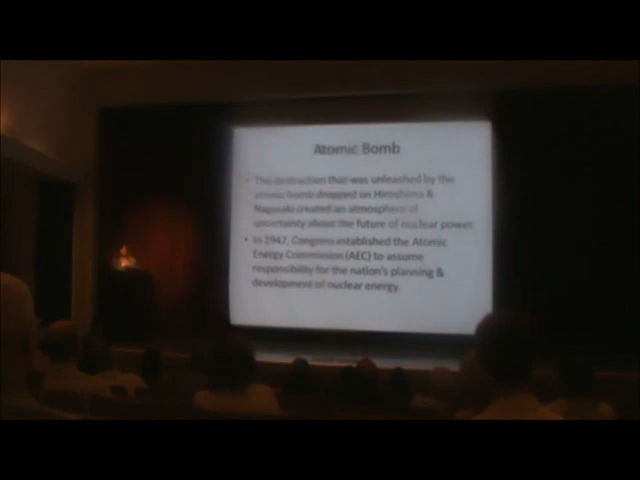 Atomic Bomb
• The destruction that was unleashed by the
atomic bomb dropped on Hiroshima &
Nagasaki created an atmosphere of
uncertainty about the future of nuclear power.
• In 1947, Congress established the Atomic
Energy Commission (AEC) to assume
responsibility for the nation's planning &
development of nuclear energy.